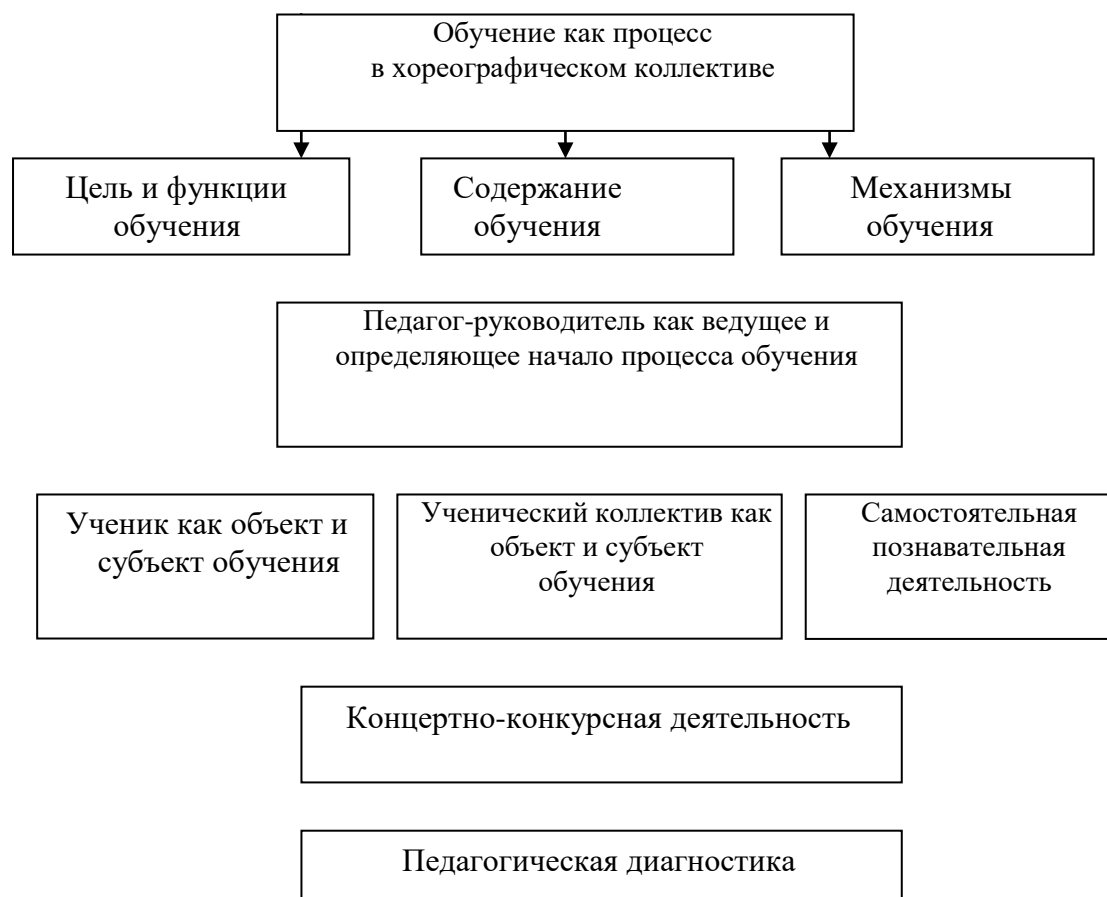 Обучение как процесс
в хореографическом коллективе
Цель и функции
обучения
Содержание
обучения
Механизмы
обучения
Педагог-руководитель как ведущее и
определяющее начало процесса обучения
Ученик как объект и
субъект обучения
Ученический коллектив как
объект и субъект
обучения
Самостоятельная
познавательная
деятельность
Концертно-конкурсная деятельность
Педагогическая диагностика